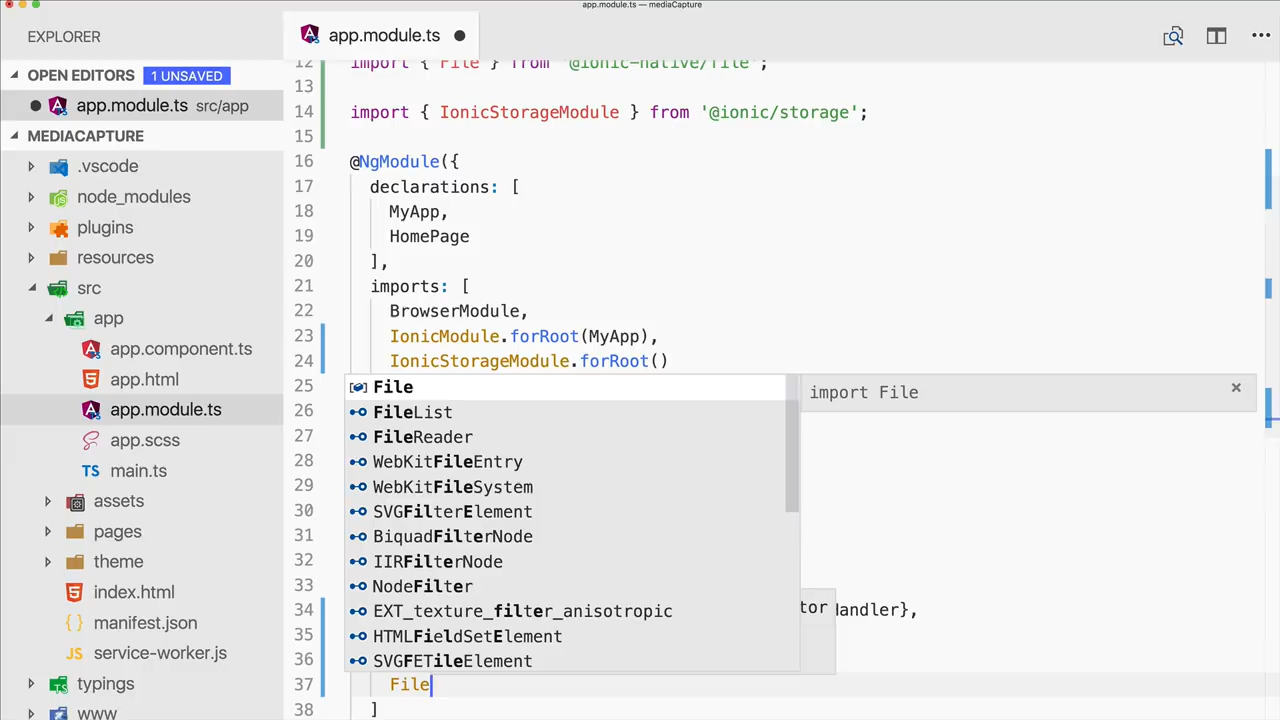 app.module.ts — mediaCapture
EXPLORER
app.module.ts
OPEN EDITORS 1 UNSAVED
app.module.ts src/app
MEDIACAPTURE
.vscode
node_modules
plugins
resources
src
app
app.component.ts
app.html
app.module.ts
app.scss
TS main.ts
assets
pages
theme
index.html
{ } manifest.json
JS service-worker.js
typings
www
12 import { File } from '@ionic-native/file';
13
14 import { IonicStorageModule } from '@ionic/storage';
15
16 @NgModule({
17 declarations: [
18 MyApp,
19 HomePage
20 ],
21 imports: [
22 BrowserModule,
23 IonicModule.forRoot(MyApp),
24 IonicStorageModule.forRoot()
25
26
27
28
29
30
31
32
33
34 andler},
35
36
37 File
38 ]
File
FileList
FileReader
WebKitFileEntry
WebKitFileSystem
SVGFilterElement
BiquadFilterNode
IIRFilterNode
NodeFilter
EXT_texture_filter_anisotropic
HTMLFieldSetElement
SVGFETileElement
import File ×
tor